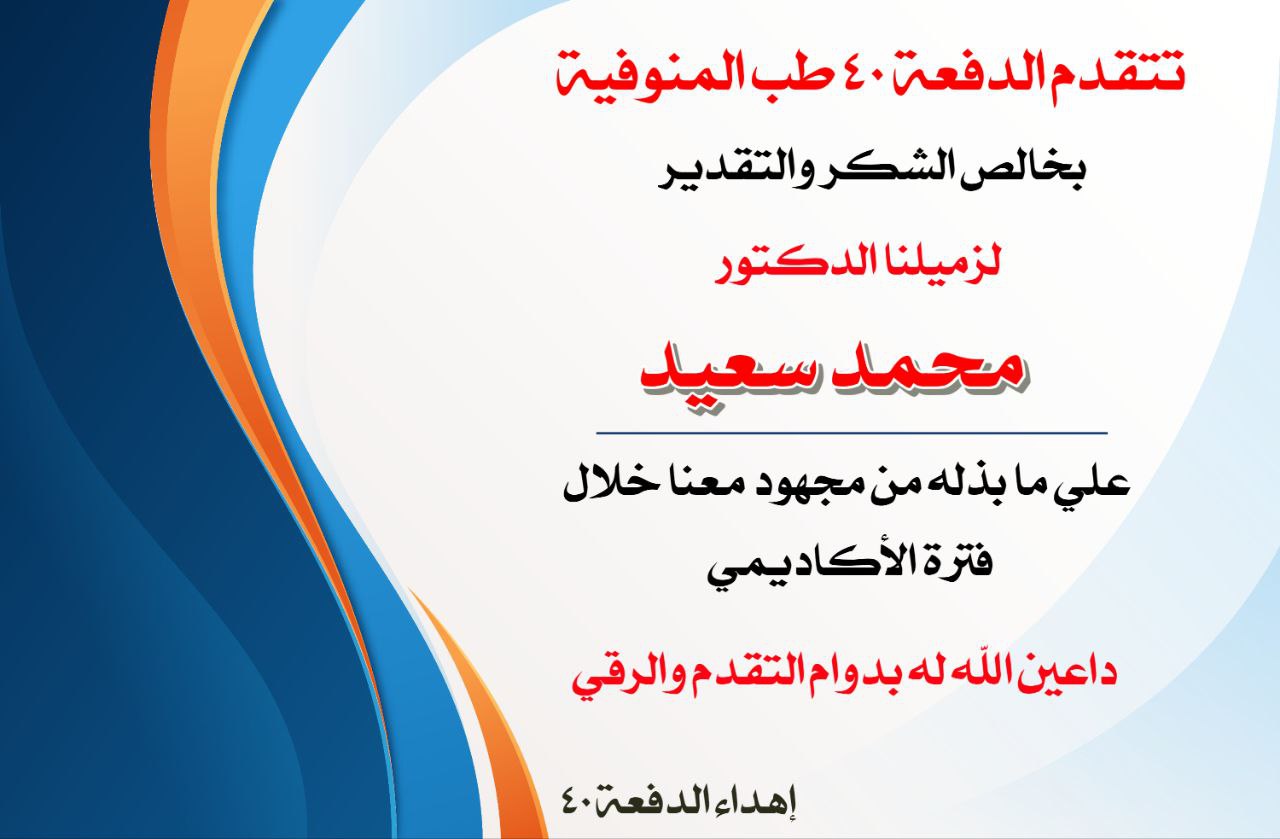 تتقدم الدفعة ٤٠ طب المنوفية
بخالص الشكر والتقدير
لزميلنا الدكتور
محمد سعيد
علي ما بذله من مجهود معنا خلال
فترة الأكاديمي
داعين الله له بدوام التقدم والرقي
إهداء الدفعة ٤٠